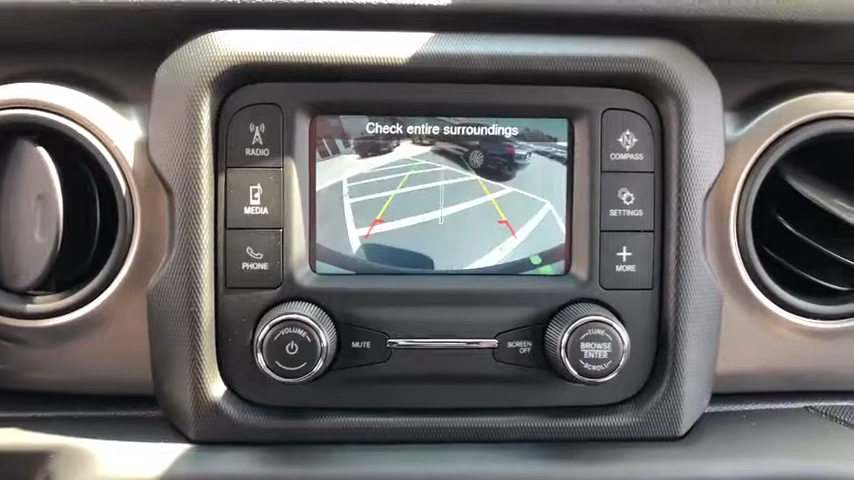 Check entire surroundings
RADIO
MEDIA
PHONE
COMPASS
SETTINGS
MORE
VOLUME
MUTE
SCREEN
OFF
TUNE
BROWSE
ENTER
SCROLL